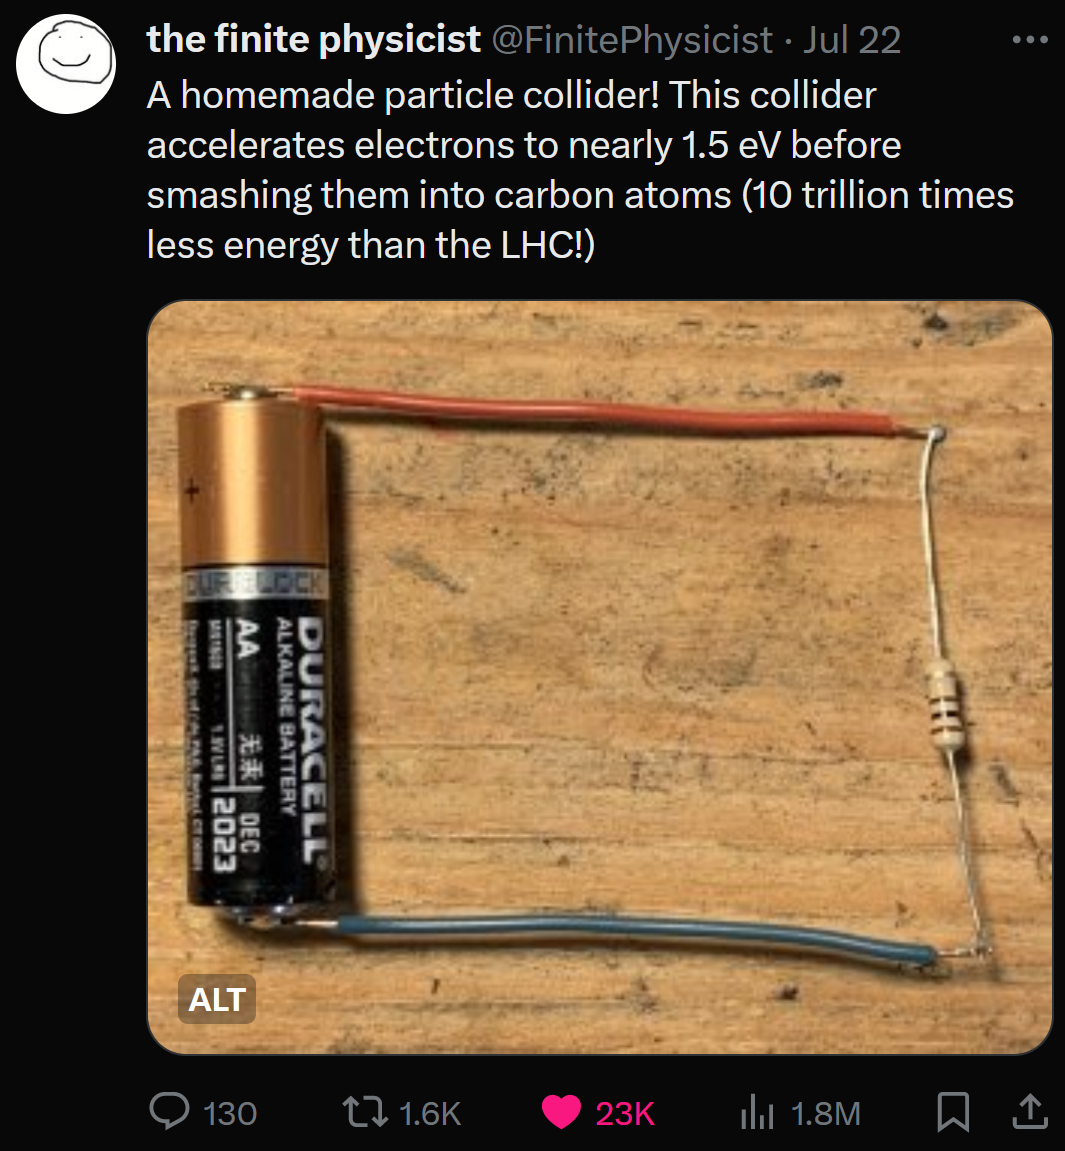 the finite physicist @FinitePhysicist · Jul 22
A homemade particle collider! This collider
accelerates electrons to nearly 1.5 eV before
smashing them into carbon atoms (10 trillion times
less energy than the LHC!)
+
DURALOCK
DURACELL
ALKALINE BATTERY
AA
DEC
2023
ALT
130
1.6K
23K
1.8M